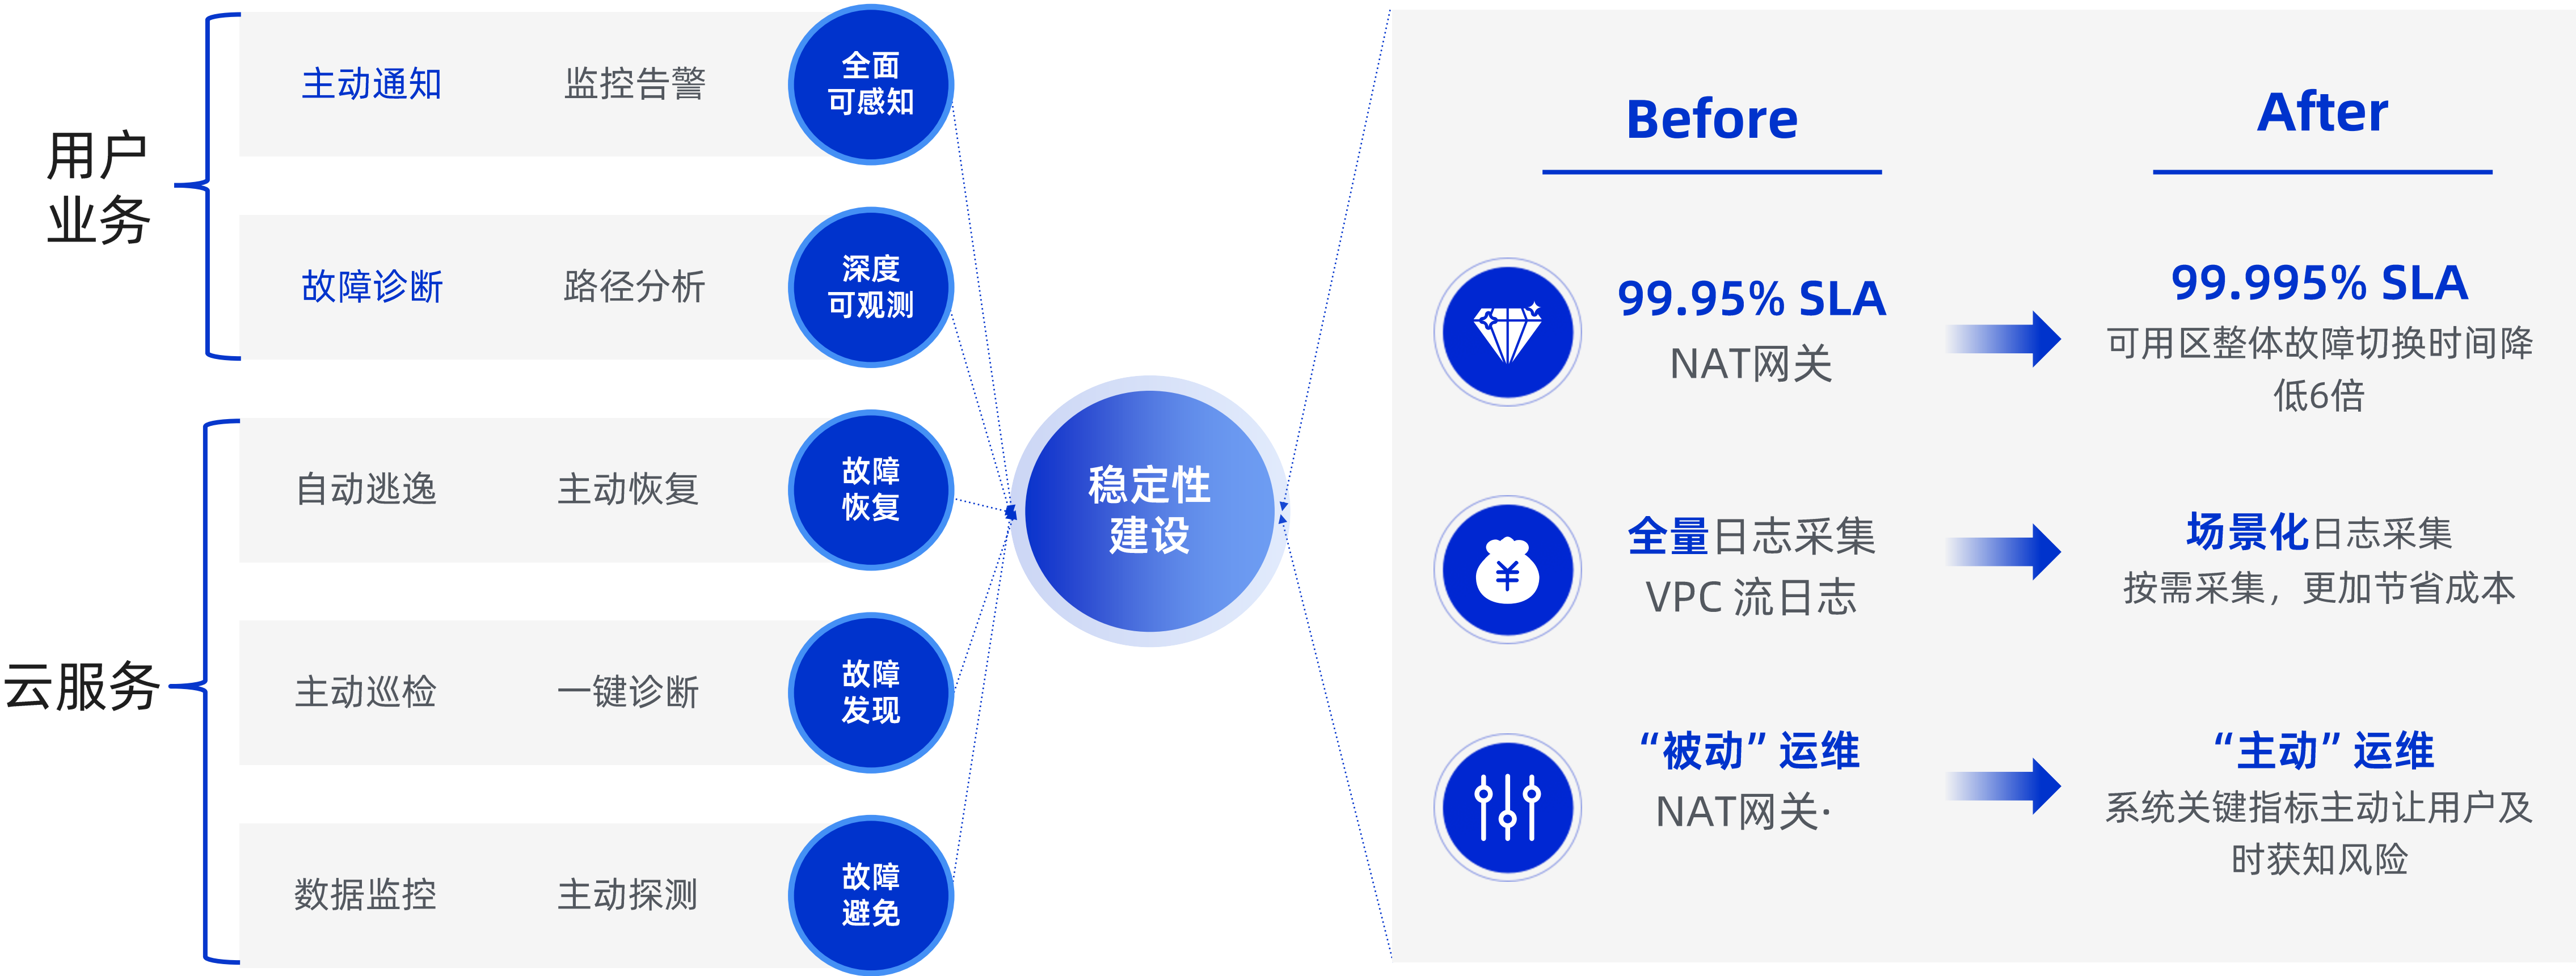 用户
业务
主动通知
监控告警
全面
可感知
故障诊断
路径分析
深度
可观测
云服务
自动逃逸
主动恢复
故障
恢复
主动巡检
一键诊断
故障
发现
数据监控
主动探测
故障
避免
稳定性
建设
Before
After
99.95% SLA
NAT网关
99.995% SLA
可用区整体故障切换时间降
低6倍
全量日志采集
VPC 流日志
场景化日志采集
按需采集，更加节省成本
“被动” 运维
NAT网关·
“主动” 运维
系统关键指标主动让用户及
时获知风险